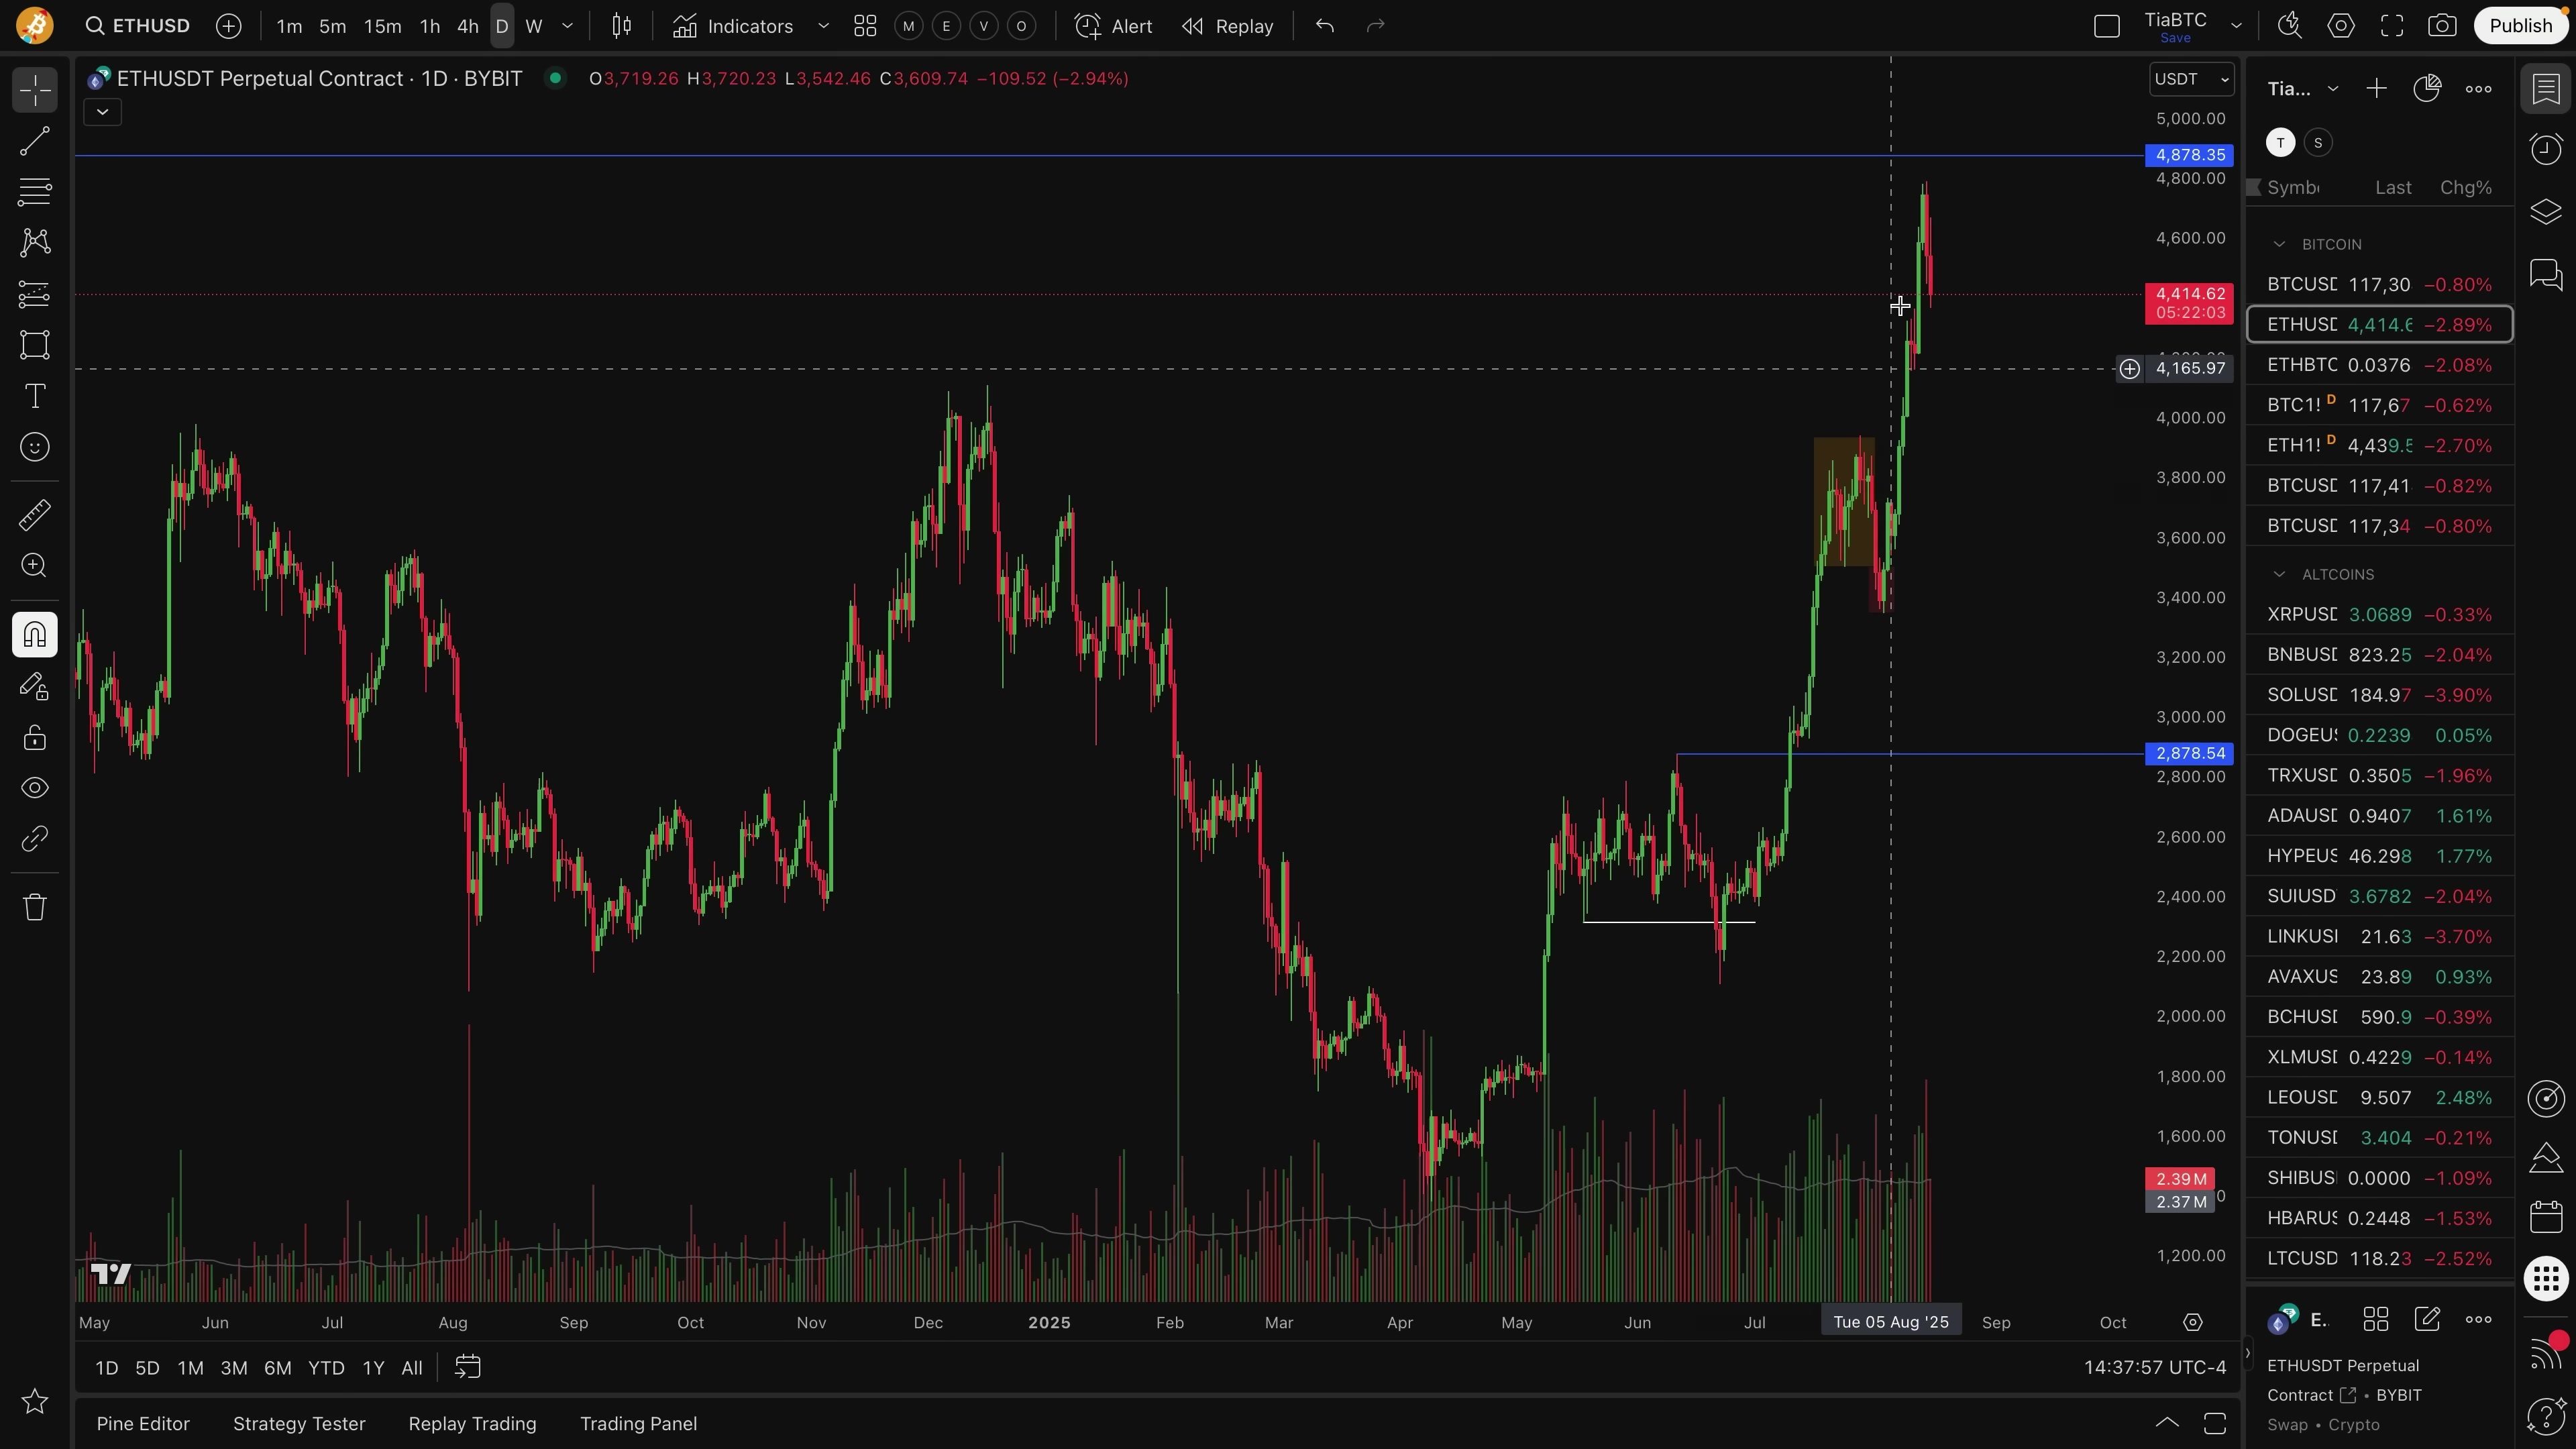 ETHUSD 1m 5m 15m 1h 4h D W Indicators M E V O Alert Replay TiaBTC Save Publish
ETHUSDT Perpetual Contract · 1D · BYBIT O3,719.26 H3,720.23 L3,542.46 C3,609.74 −109.52 (−2.94%)
USDT
5,000.00
4,878.35
4,800.00
4,600.00
4,414.62
05:22:03
4,165.97
4,000.00
3,800.00
3,600.00
3,400.00
3,200.00
3,000.00
2,878.54
2,800.00
2,600.00
2,400.00
2,200.00
2,000.00
1,800.00
1,600.00
2.39 M
2.37 M
1,200.00
May Jun Jul Aug Sep Oct Nov Dec 2025 Feb Mar Apr May Jun Jul Tue 05 Aug '25 Sep Oct
1D 5D 1M 3M 6M YTD 1Y All
14:37:57 UTC-4
Pine Editor Strategy Tester Replay Trading Trading Panel
Tia...
T S
Last Chg%
BITCOIN
BTCUSD 117,30 −0.80%
ETHUSD 4,414.6 −2.89%
ETHBTC 0.0376 −2.08%
BTC1! D 117,67 −0.62%
ETH1! D 4,439.5 −2.70%
BTCUSD 117,41 −0.82%
BTCUSD 117,34 −0.80%
ALTCOINS
XRPUSD 3.0689 −0.33%
BNBUSD 823.25 −2.04%
SOLUSD 184.97 −3.90%
DOGEUS 0.2239 0.05%
TRXUSD 0.3505 −1.96%
ADAUSD 0.9407 1.61%
HYPEUS 46.298 1.77%
SUIUSD 3.6782 −2.04%
LINKUSD 21.63 −3.70%
AVAXUS 23.89 0.93%
BCHUSD 590.9 −0.39%
XLMUSD 0.4229 −0.14%
LEOUSD 9.507 2.48%
TONUSD 3.404 −0.21%
SHIBUS 0.0000 −1.09%
HBARUS 0.2448 −1.53%
LTCUSD 118.23 −2.52%
E.
ETHUSDT Perpetual
Contract • BYBIT
Swap • Crypto